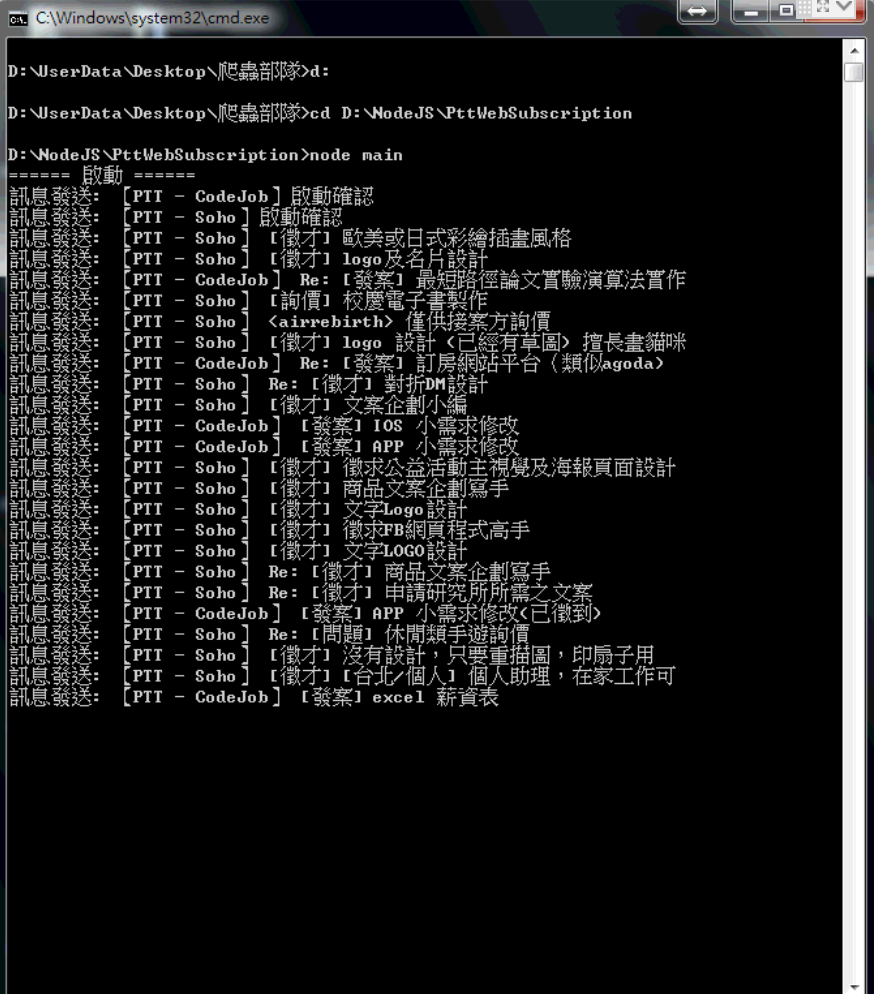 C:\Windows\system32\cmd.exe
D:\UserData\Desktop\爬蟲部隊>d:
D:\UserData\Desktop\爬蟲部隊>cd D:\NodeJS\PttWebSubscription
D:\NodeJS\PttWebSubscription>node main
====== 啟動 ======
訊息發送: [PTT - CodeJob] 啟動確認
訊息發送: [PTT - Soho] 啟動確認
訊息發送: [PTT - Soho] [徵才] 歐美或日式彩繪插畫風格
訊息發送: [PTT - Soho] [徵才] logo及名片設計
訊息發送: [PTT - CodeJob] Re: [發案] 最短路徑論文實驗演算法實作
訊息發送: [PTT - Soho] [詢價] 校慶電子書製作
訊息發送: [PTT - Soho] <airrebirth> 僅供接案方詢價
訊息發送: [PTT - Soho] [徵才] logo 設計 (已經有草圖) 擅長畫貓咪
訊息發送: [PTT - CodeJob] Re: [發案] 訂房網站平台（類似agoda)
訊息發送: [PTT - Soho] Re: [徵才] 對折DM設計
訊息發送: [PTT - Soho] [徵才] 文案企劃小編
訊息發送: [PTT - CodeJob] [發案] IOS 小需求修改
訊息發送: [PTT - CodeJob] [發案] APP 小需求修改
訊息發送: [PTT - Soho] [徵才] 徵求公益活動主視覺及海報頁面設計
訊息發送: [PTT - Soho] [徵才] 商品文案企劃寫手
訊息發送: [PTT - Soho] [徵才] 文字Logo設計
訊息發送: [PTT - Soho] [徵才] 徵求FB網頁程式高手
訊息發送: [PTT - Soho] [徵才] 文字LOGO設計
訊息發送: [PTT - Soho] Re: [徵才] 商品文案企劃寫手
訊息發送: [PTT - Soho] Re: [徵才] 申請研究所所需之文案
訊息發送: [PTT - CodeJob] [發案] APP 小需求修改(已徵到)
訊息發送: [PTT - Soho] Re: [問題] 休閒類手遊詢價
訊息發送: [PTT - Soho] [徵才] 沒有設計，只要重描圖，印扇子用
訊息發送: [PTT - Soho] [徵才] [台北/個人] 個人助理，在家工作可
訊息發送: [PTT - CodeJob] [發案] excel 薪資表